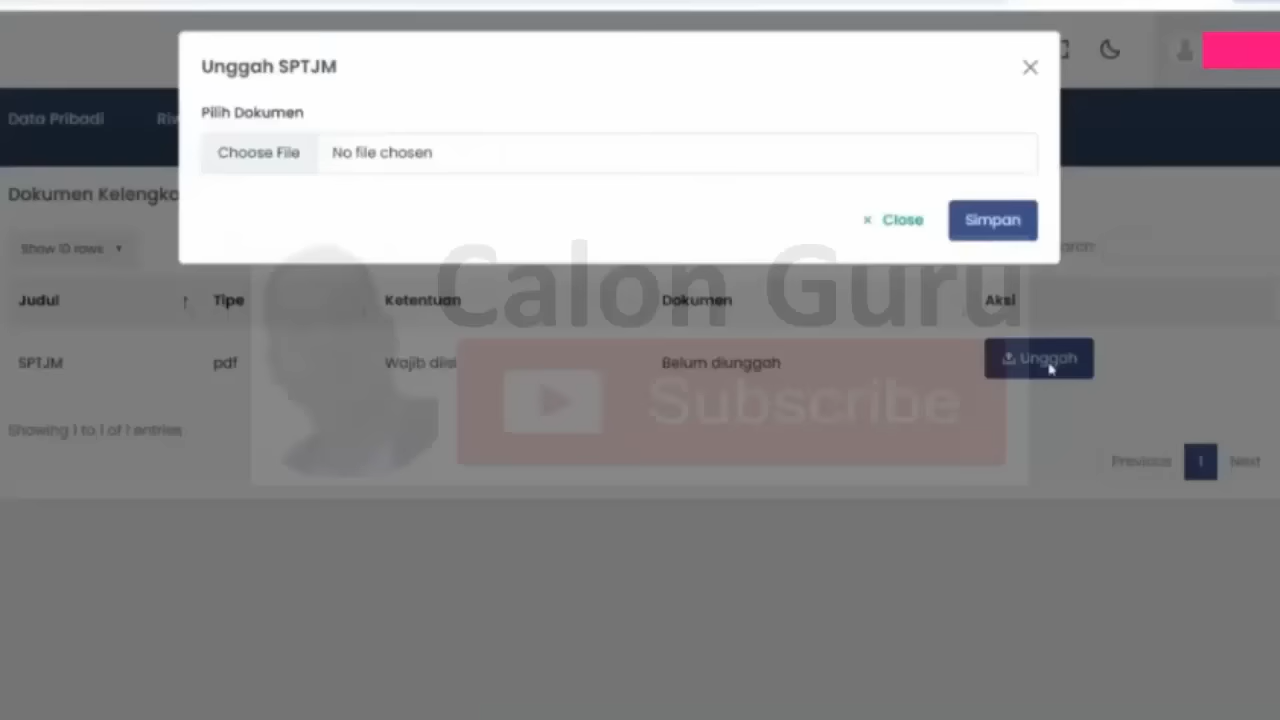 Unggah SPTJM
Pilih Dokumen
Choose File No file chosen
× Close Simpan
Data Pribadi
Dokumen
Show 10 rows
Calon Guru
Judul Tipe Ketentuan Dokumen Aksi
SPTJM pdf Wajib diisi Belum diunggah Unggah
Subscribe
Showing 1 to 1 of 1 entries
Previous 1 Next